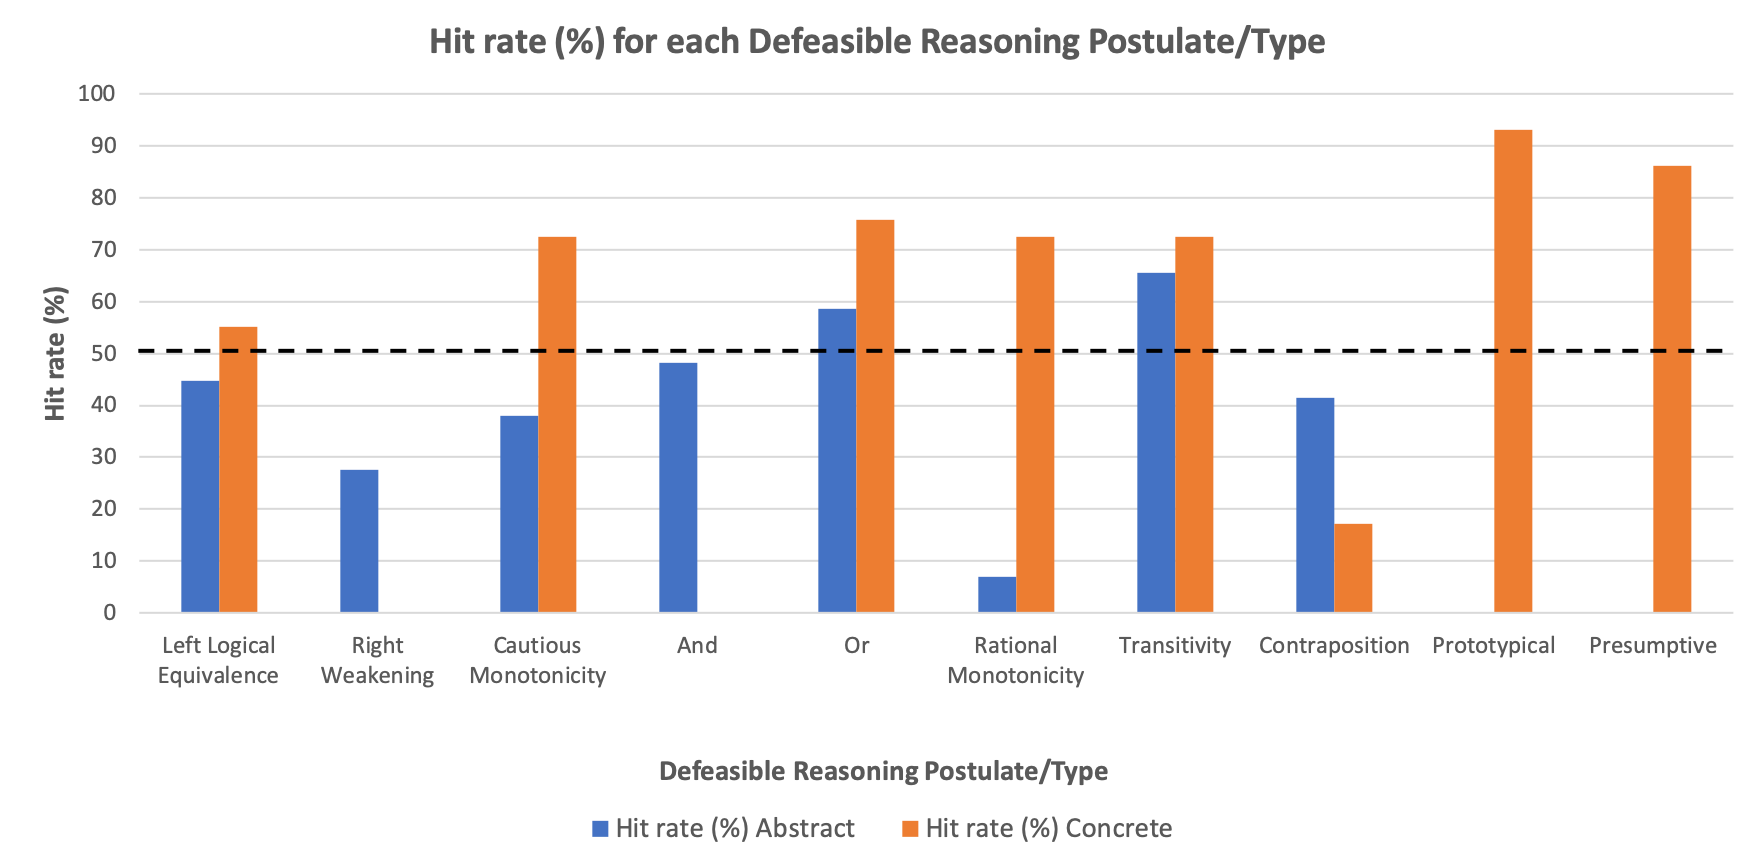 Hit rate (%) for each Defeasible Reasoning Postulate/Type
100
90
80
70
60
50
40
30
20
10
0
Hit rate (%)
Left Logical
Equivalence
Right
Weakening
Cautious
Monotonicity
And
Or
Rational
Monotonicity
Transitivity
Contraposition
Prototypical
Presumptive
Defeasible Reasoning Postulate/Type
Hit rate (%) Abstract
Hit rate (%) Concrete